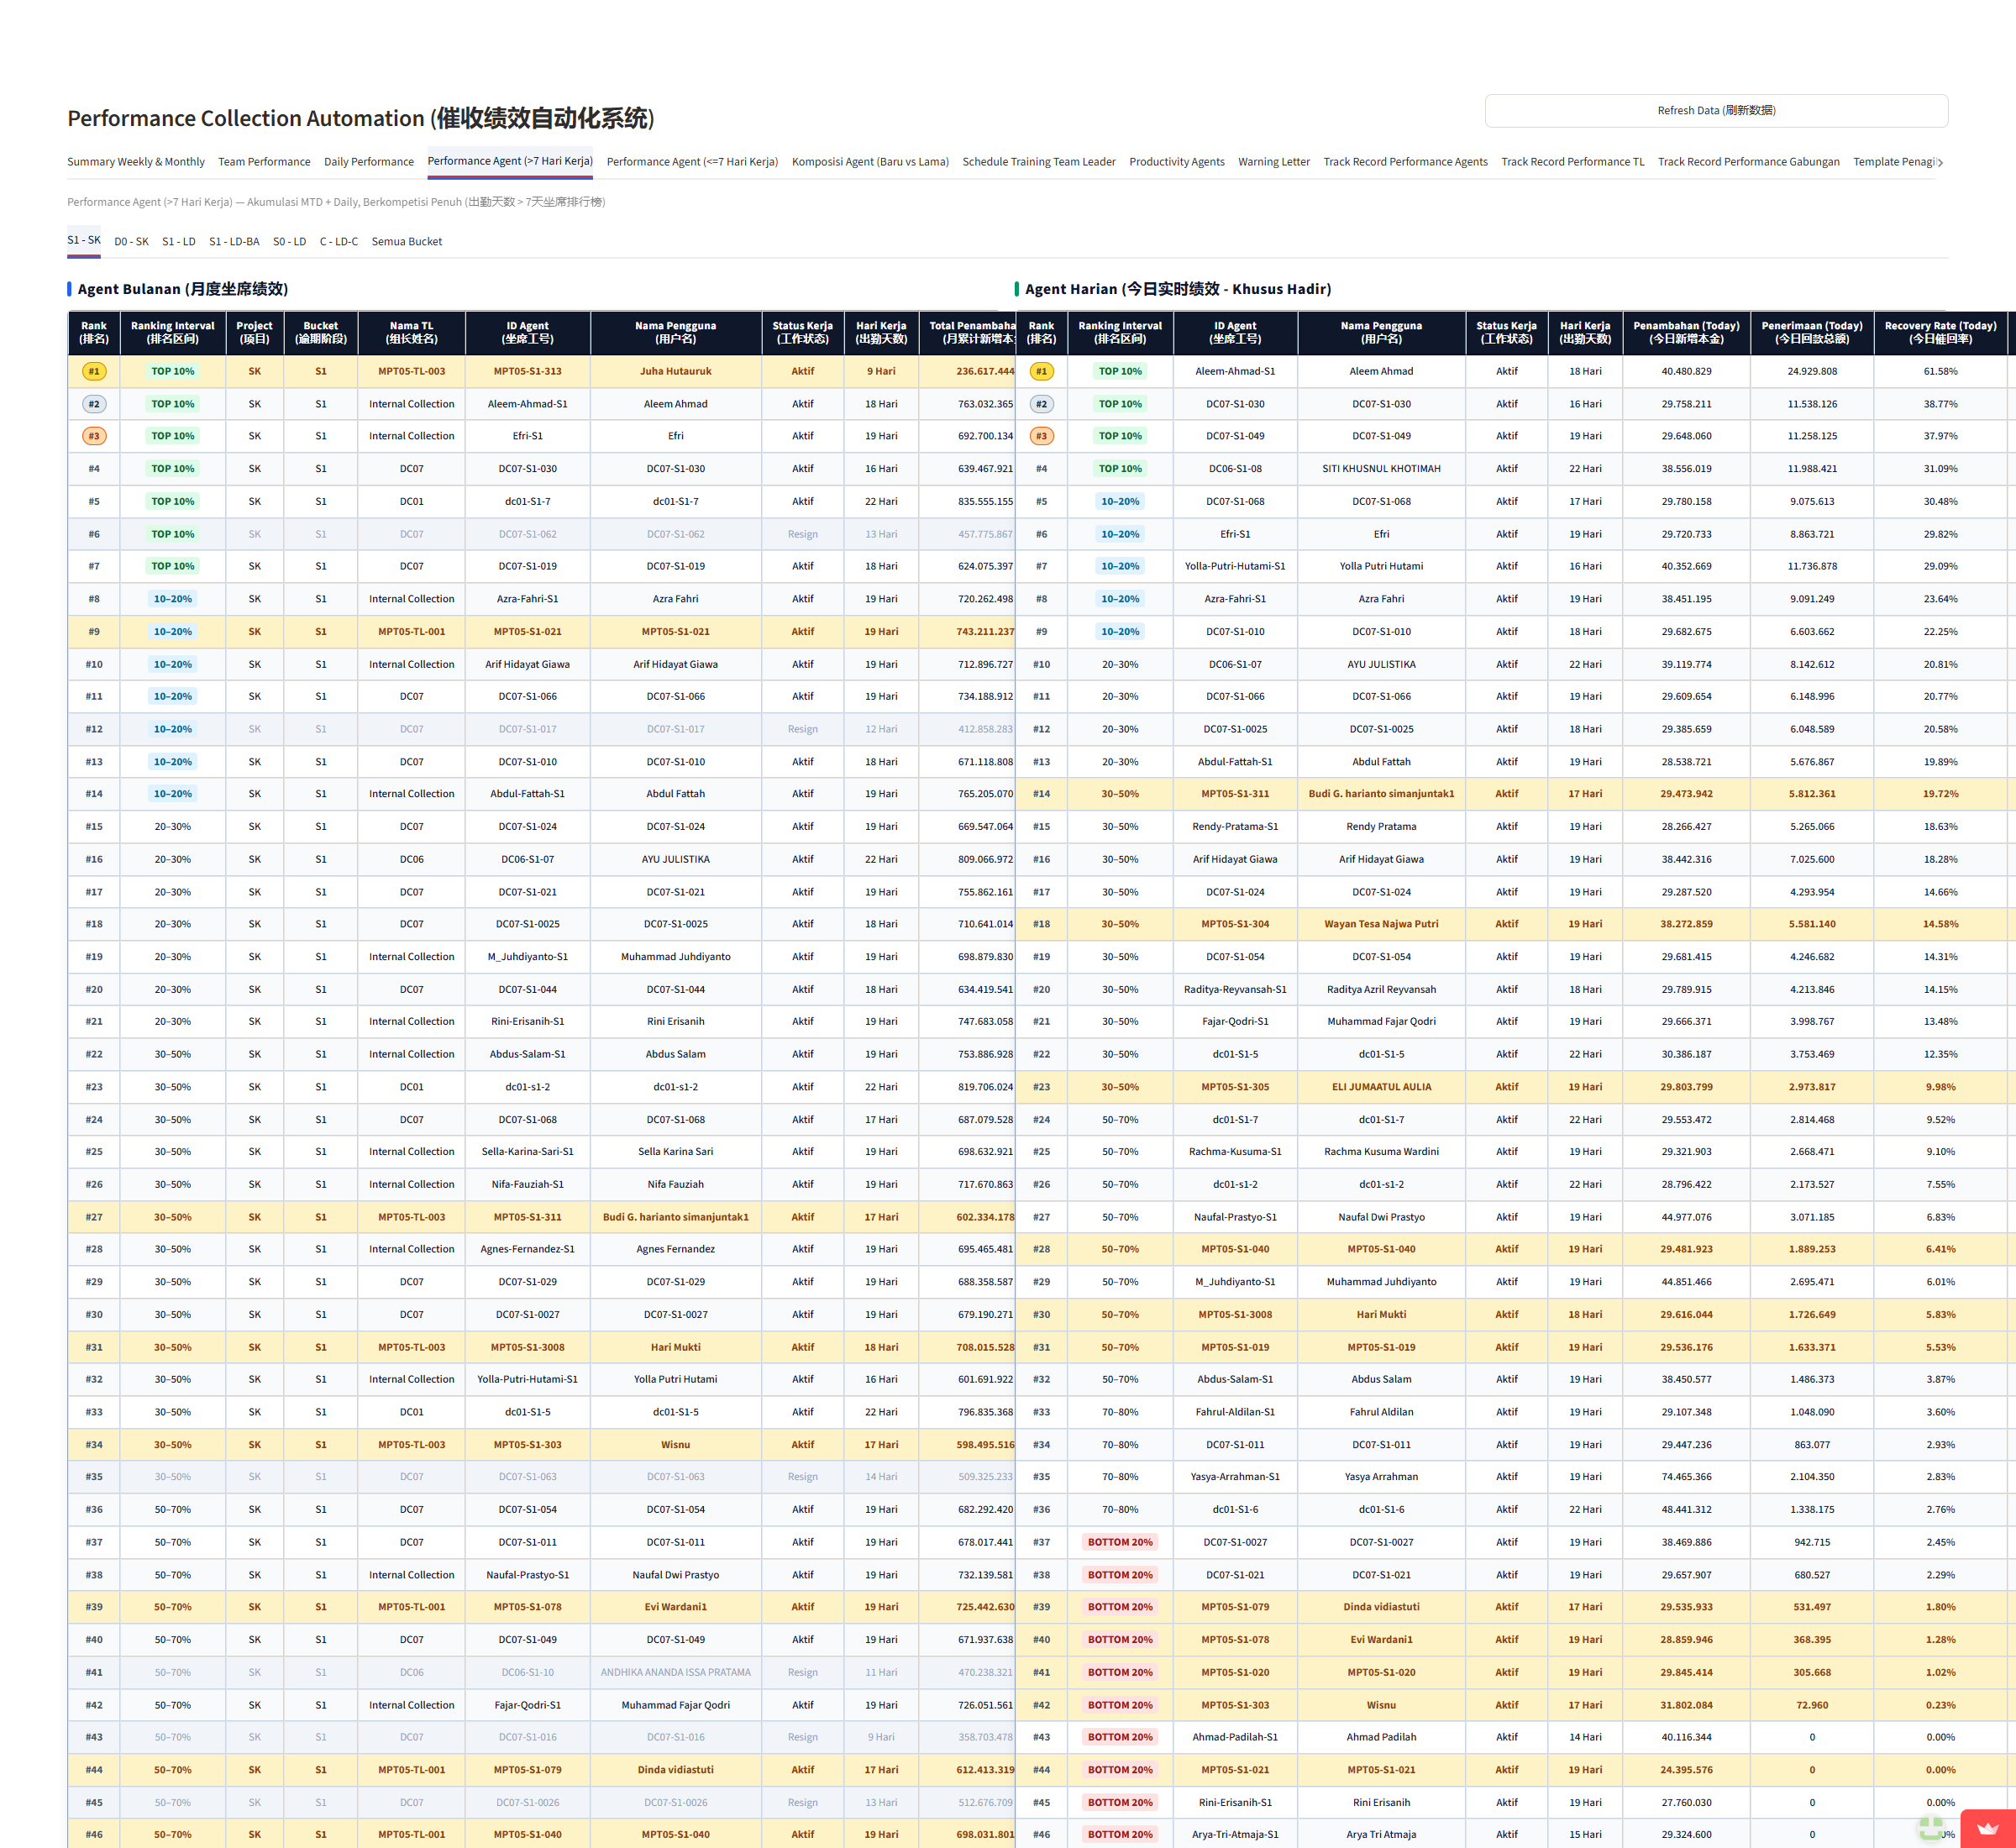 Performance Collection Automation (催收绩效自动化系统)
Refresh Data (刷新数据)
Summary Weekly & Monthly Team Performance Daily Performance Performance Agent (>7 Hari Kerja) Performance Agent (<=7 Hari Kerja) Komposisi Agent (Baru vs Lama) Schedule Training Team Leader Productivity Agents Warning Letter Track Record Performance Agents Track Record Performance TL Track Record Performance Gabungan Template Penagi
Performance Agent (>7 Hari Kerja) — Akumulasi MTD + Daily, Berkompetisi Penuh (出勤天数 > 7天坐席排行榜)
S1 - SK D0 - SK S1 - LD S1 - LD-BA S0 - LD C - LD-C Semua Bucket
Agent Bulanan (月度坐席绩效)
Rank Ranking Interval Project Bucket Nama TL ID Agent Nama Pengguna Status Kerja Hari Kerja Total Penambaha
(排名) (排名区间) (项目) (逾期阶段) (组长姓名) (坐席工号) (用户名) (工作状态) (出勤天数) (月累计新增本
#1 TOP 10% SK S1 MPT05-TL-003 MPT05-S1-313 Juha Hutauruk Aktif 9 Hari 236.617.444
#2 TOP 10% SK S1 Internal Collection Aleem-Ahmad-S1 Aleem Ahmad Aktif 18 Hari 763.032.365
#3 TOP 10% SK S1 Internal Collection Efri-S1 Efri Aktif 19 Hari 692.700.134
#4 TOP 10% SK S1 DC07 DC07-S1-030 DC07-S1-030 Aktif 16 Hari 639.467.921
#5 TOP 10% SK S1 DC01 dc01-S1-7 dc01-S1-7 Aktif 22 Hari 835.555.155
#6 TOP 10% SK S1 DC07 DC07-S1-062 DC07-S1-062 Resign 13 Hari 457.775.867
#7 TOP 10% SK S1 DC07 DC07-S1-019 DC07-S1-019 Aktif 18 Hari 624.075.397
#8 10–20% SK S1 Internal Collection Azra-Fahri-S1 Azra Fahri Aktif 19 Hari 720.262.498
#9 10–20% SK S1 MPT05-TL-001 MPT05-S1-021 MPT05-S1-021 Aktif 19 Hari 743.211.237
#10 10–20% SK S1 Internal Collection Arif Hidayat Giawa Arif Hidayat Giawa Aktif 19 Hari 712.896.727
#11 10–20% SK S1 DC07 DC07-S1-066 DC07-S1-066 Aktif 19 Hari 734.188.912
#12 10–20% SK S1 DC07 DC07-S1-017 DC07-S1-017 Resign 12 Hari 412.858.283
#13 10–20% SK S1 DC07 DC07-S1-010 DC07-S1-010 Aktif 18 Hari 671.118.808
#14 10–20% SK S1 Internal Collection Abdul-Fattah-S1 Abdul Fattah Aktif 19 Hari 765.205.070
#15 20–30% SK S1 DC07 DC07-S1-024 DC07-S1-024 Aktif 19 Hari 669.547.064
#16 20–30% SK S1 DC06 DC06-S1-07 AYU JULISTIKA Aktif 22 Hari 809.066.972
#17 20–30% SK S1 DC07 DC07-S1-021 DC07-S1-021 Aktif 19 Hari 755.862.161
#18 20–30% SK S1 DC07 DC07-S1-0025 DC07-S1-0025 Aktif 18 Hari 710.641.014
#19 20–30% SK S1 Internal Collection M_Juhdiyanto-S1 Muhammad Juhdiyanto Aktif 19 Hari 698.879.830
#20 20–30% SK S1 DC07 DC07-S1-044 DC07-S1-044 Aktif 18 Hari 634.419.541
#21 20–30% SK S1 Internal Collection Rini-Erisanih-S1 Rini Erisanih Aktif 19 Hari 747.683.058
#22 30–50% SK S1 Internal Collection Abdus-Salam-S1 Abdus Salam Aktif 19 Hari 753.886.928
#23 30–50% SK S1 DC01 dc01-s1-2 dc01-s1-2 Aktif 22 Hari 819.706.024
#24 30–50% SK S1 DC07 DC07-S1-068 DC07-S1-068 Aktif 17 Hari 687.079.528
#25 30–50% SK S1 Internal Collection Sella-Karina-Sari-S1 Sella Karina Sari Aktif 19 Hari 698.632.921
#26 30–50% SK S1 Internal Collection Nifa-Fauziah-S1 Nifa Fauziah Aktif 19 Hari 717.670.863
#27 30–50% SK S1 MPT05-TL-003 MPT05-S1-311 Budi G. harianto simanjuntak1 Aktif 17 Hari 602.334.178
#28 30–50% SK S1 Internal Collection Agnes-Fernandez-S1 Agnes Fernandez Aktif 19 Hari 695.465.481
#29 30–50% SK S1 DC07 DC07-S1-029 DC07-S1-029 Aktif 19 Hari 688.358.587
#30 30–50% SK S1 DC07 DC07-S1-0027 DC07-S1-0027 Aktif 19 Hari 679.190.271
#31 30–50% SK S1 MPT05-TL-003 MPT05-S1-3008 Hari Mukti Aktif 18 Hari 708.015.528
#32 30–50% SK S1 Internal Collection Yolla-Putri-Hutami-S1 Yolla Putri Hutami Aktif 16 Hari 601.691.922
#33 30–50% SK S1 DC01 dc01-S1-5 dc01-S1-5 Aktif 22 Hari 796.835.368
#34 30–50% SK S1 MPT05-TL-003 MPT05-S1-303 Wisnu Aktif 17 Hari 598.495.516
#35 30–50% SK S1 DC07 DC07-S1-063 DC07-S1-063 Resign 14 Hari 509.325.233
#36 50–70% SK S1 DC07 DC07-S1-054 DC07-S1-054 Aktif 19 Hari 682.292.420
#37 50–70% SK S1 DC07 DC07-S1-011 DC07-S1-011 Aktif 19 Hari 678.017.441
#38 50–70% SK S1 Internal Collection Naufal-Prastyo-S1 Naufal Dwi Prastyo Aktif 19 Hari 732.139.581
#39 50–70% SK S1 MPT05-TL-001 MPT05-S1-078 Evi Wardani1 Aktif 19 Hari 725.442.630
#40 50–70% SK S1 DC07 DC07-S1-049 DC07-S1-049 Aktif 19 Hari 671.937.638
#41 50–70% SK S1 DC06 DC06-S1-10 ANDHIKA ANANDA ISSA PRATAMA Resign 11 Hari 470.238.321
#42 50–70% SK S1 Internal Collection Fajar-Qodri-S1 Muhammad Fajar Qodri Aktif 19 Hari 726.051.561
#43 50–70% SK S1 DC07 DC07-S1-016 DC07-S1-016 Resign 9 Hari 358.703.478
#44 50–70% SK S1 MPT05-TL-001 MPT05-S1-079 Dinda vidiastuti Aktif 17 Hari 612.413.319
#45 50–70% SK S1 DC07 DC07-S1-0026 DC07-S1-0026 Resign 13 Hari 512.676.709
#46 50–70% SK S1 MPT05-TL-001 MPT05-S1-040 MPT05-S1-040 Aktif 19 Hari 698.031.801
Agent Harian (今日实时绩效 - Khusus Hadir)
Rank Ranking Interval ID Agent Nama Pengguna Status Kerja Hari Kerja Penambahan (Today) Penerimaan (Today) Recovery Rate (Today)
(排名) (排名区间) (坐席工号) (用户名) (工作状态) (出勤天数) (今日新增本金) (今日回款总额) (今日催回率)
#1 TOP 10% Aleem-Ahmad-S1 Aleem Ahmad Aktif 18 Hari 40.480.829 24.929.808 61.58%
#2 TOP 10% DC07-S1-030 DC07-S1-030 Aktif 16 Hari 29.758.211 11.538.126 38.77%
#3 TOP 10% DC07-S1-049 DC07-S1-049 Aktif 19 Hari 29.648.060 11.258.125 37.97%
#4 TOP 10% DC06-S1-08 SITI KHUSNUL KHOTIMAH Aktif 22 Hari 38.556.019 11.988.421 31.09%
#5 10–20% DC07-S1-068 DC07-S1-068 Aktif 17 Hari 29.780.158 9.075.613 30.48%
#6 10–20% Efri-S1 Efri Aktif 19 Hari 29.720.733 8.863.721 29.82%
#7 10–20% Yolla-Putri-Hutami-S1 Yolla Putri Hutami Aktif 16 Hari 40.352.669 11.736.878 29.09%
#8 10–20% Azra-Fahri-S1 Azra Fahri Aktif 19 Hari 38.451.195 9.091.249 23.64%
#9 10–20% DC07-S1-010 DC07-S1-010 Aktif 18 Hari 29.682.675 6.603.662 22.25%
#10 20–30% DC06-S1-07 AYU JULISTIKA Aktif 22 Hari 39.119.774 8.142.612 20.81%
#11 20–30% DC07-S1-066 DC07-S1-066 Aktif 19 Hari 29.609.654 6.148.996 20.77%
#12 20–30% DC07-S1-0025 DC07-S1-0025 Aktif 18 Hari 29.385.659 6.048.589 20.58%
#13 20–30% Abdul-Fattah-S1 Abdul Fattah Aktif 19 Hari 28.538.721 5.676.867 19.89%
#14 30–50% MPT05-S1-311 Budi G. harianto simanjuntak1 Aktif 17 Hari 29.473.942 5.812.361 19.72%
#15 30–50% Rendy-Pratama-S1 Rendy Pratama Aktif 19 Hari 28.266.427 5.265.066 18.63%
#16 30–50% Arif Hidayat Giawa Arif Hidayat Giawa Aktif 19 Hari 38.442.316 7.025.600 18.28%
#17 30–50% DC07-S1-024 DC07-S1-024 Aktif 19 Hari 29.287.520 4.293.954 14.66%
#18 30–50% MPT05-S1-304 Wayan Tesa Najwa Putri Aktif 19 Hari 38.272.859 5.581.140 14.58%
#19 30–50% DC07-S1-054 DC07-S1-054 Aktif 19 Hari 29.681.415 4.246.682 14.31%
#20 30–50% Raditya-Reyvansah-S1 Raditya Azril Reyvansah Aktif 18 Hari 29.789.915 4.213.846 14.15%
#21 30–50% Fajar-Qodri-S1 Muhammad Fajar Qodri Aktif 19 Hari 29.666.371 3.998.767 13.48%
#22 30–50% dc01-S1-5 dc01-S1-5 Aktif 22 Hari 30.386.187 3.753.469 12.35%
#23 30–50% MPT05-S1-305 ELI JUMAATUL AULIA Aktif 19 Hari 29.803.799 2.973.817 9.98%
#24 50–70% dc01-S1-7 dc01-S1-7 Aktif 22 Hari 29.553.472 2.814.468 9.52%
#25 50–70% Rachma-Kusuma-S1 Rachma Kusuma Wardini Aktif 19 Hari 29.321.903 2.668.471 9.10%
#26 50–70% dc01-s1-2 dc01-s1-2 Aktif 22 Hari 28.796.422 2.173.527 7.55%
#27 50–70% Naufal-Prastyo-S1 Naufal Dwi Prastyo Aktif 19 Hari 44.977.076 3.071.185 6.83%
#28 50–70% MPT05-S1-040 MPT05-S1-040 Aktif 19 Hari 29.481.923 1.889.253 6.41%
#29 50–70% M_Juhdiyanto-S1 Muhammad Juhdiyanto Aktif 19 Hari 44.851.466 2.695.471 6.01%
#30 50–70% MPT05-S1-3008 Hari Mukti Aktif 18 Hari 29.616.044 1.726.649 5.83%
#31 50–70% MPT05-S1-019 MPT05-S1-019 Aktif 19 Hari 29.536.176 1.633.371 5.53%
#32 50–70% Abdus-Salam-S1 Abdus Salam Aktif 19 Hari 38.450.577 1.486.373 3.87%
#33 70–80% Fahrul-Aldilan-S1 Fahrul Aldilan Aktif 19 Hari 29.107.348 1.048.090 3.60%
#34 70–80% DC07-S1-011 DC07-S1-011 Aktif 19 Hari 29.447.236 863.077 2.93%
#35 70–80% Yasya-Arrahman-S1 Yasya Arrahman Aktif 19 Hari 74.465.366 2.104.350 2.83%
#36 70–80% dc01-S1-6 dc01-S1-6 Aktif 22 Hari 48.441.312 1.338.175 2.76%
#37 BOTTOM 20% DC07-S1-0027 DC07-S1-0027 Aktif 19 Hari 38.469.886 942.715 2.45%
#38 BOTTOM 20% DC07-S1-021 DC07-S1-021 Aktif 19 Hari 29.657.907 680.527 2.29%
#39 BOTTOM 20% MPT05-S1-079 Dinda vidiastuti Aktif 17 Hari 29.535.933 531.497 1.80%
#40 BOTTOM 20% MPT05-S1-078 Evi Wardani1 Aktif 19 Hari 28.859.946 368.395 1.28%
#41 BOTTOM 20% MPT05-S1-020 MPT05-S1-020 Aktif 19 Hari 29.845.414 305.668 1.02%
#42 BOTTOM 20% MPT05-S1-303 Wisnu Aktif 17 Hari 31.802.084 72.960 0.23%
#43 BOTTOM 20% Ahmad-Padilah-S1 Ahmad Padilah Aktif 14 Hari 40.116.344 0 0.00%
#44 BOTTOM 20% MPT05-S1-021 MPT05-S1-021 Aktif 19 Hari 24.395.576 0 0.00%
#45 BOTTOM 20% Rini-Erisanih-S1 Rini Erisanih Aktif 19 Hari 27.760.030 0 0.00%
#46 BOTTOM 20% Arya-Tri-Atmaja-S1 Arya Tri Atmaja Aktif 15 Hari 29.324.600 0